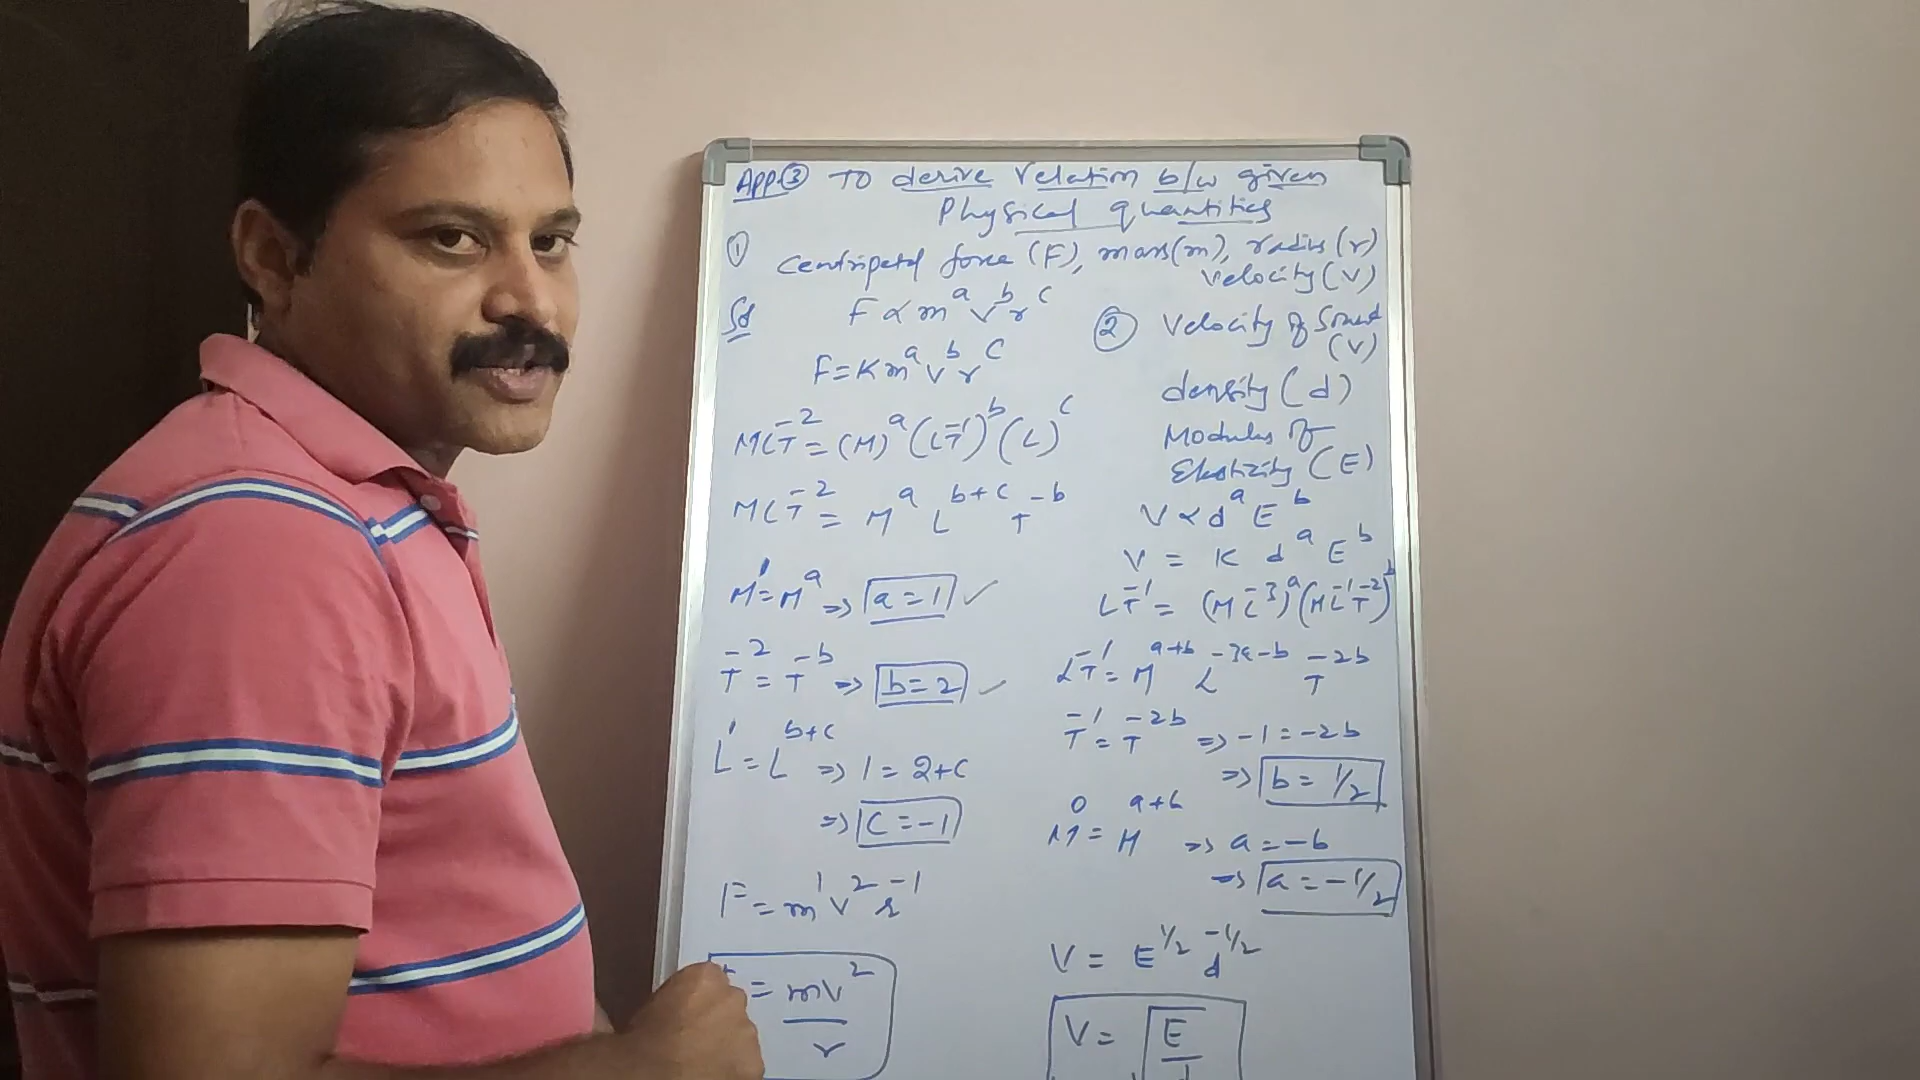 App ③ To derive relation b/w given
Physical quantities
① Centripetal force (F), mass(m), radius (r)
velocity (V)
Sol F ∝ m^a v^b r^c
F = K m^a v^b r^c
MLT^-2 = (M)^a (LT^-1)^b (L)^c
MLT^-2 = M^a L^b+c T^-b
M^1 = M^a => a = 1 ✓
T^-2 = T^-b => b = 2 ✓
L^1 = L^b+c => 1 = 2+c
=> c = -1
F = m^1 v^2 r^-1
= mv^2
r
② Velocity of Sound
(V)
density (d)
Modulus of
Elasticity (E)
V ∝ d^a E^b
V = K d^a E^b
LT^-1 = (ML^-3)^a (ML^-1T^-2)^b
LT^-1 = M^a+b L^-3a-b T^-2b
T^-1 = T^-2b => -1 = -2b
=> b = 1/2
M^0 = M^a+b => a = -b
=> a = -1/2
V = E^1/2 d^-1/2
V = √E
d